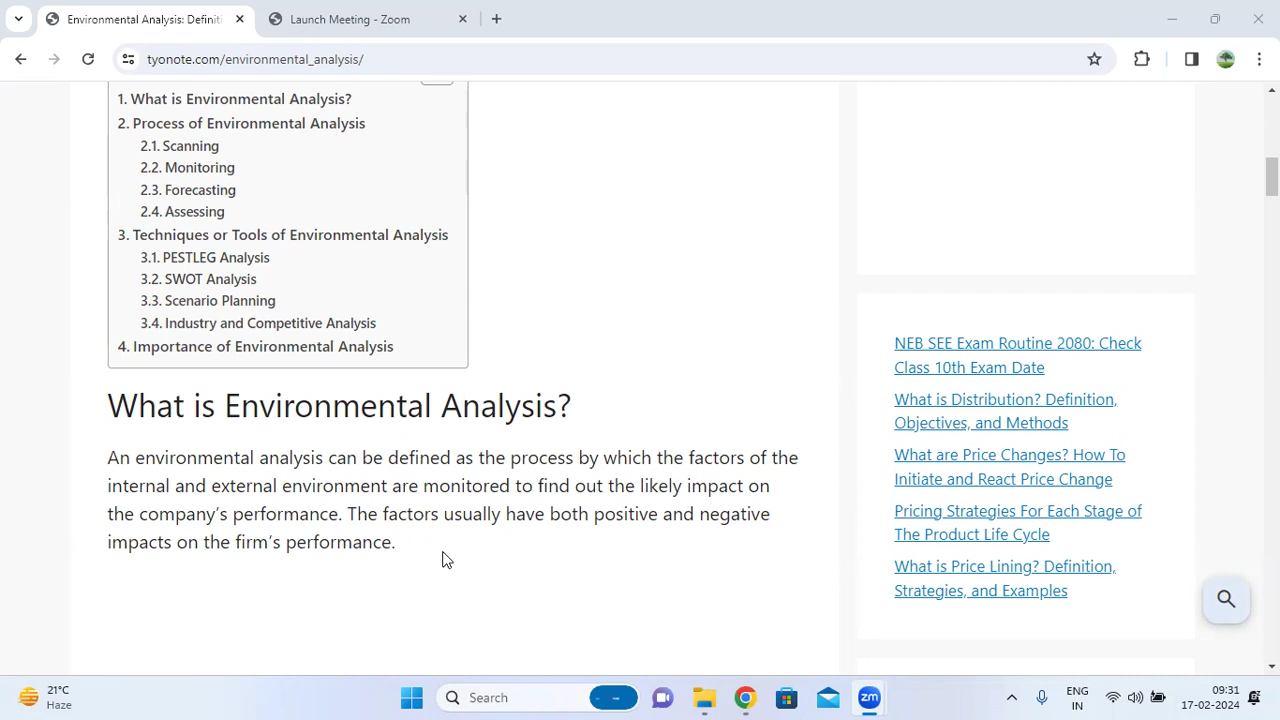 Environmental Analysis: Definiti
Launch Meeting - Zoom
tyonote.com/environmental_analysis/
1. What is Environmental Analysis?
2. Process of Environmental Analysis
2.1. Scanning
2.2. Monitoring
2.3. Forecasting
2.4. Assessing
3. Techniques or Tools of Environmental Analysis
3.1. PESTLEG Analysis
3.2. SWOT Analysis
3.3. Scenario Planning
3.4. Industry and Competitive Analysis
4. Importance of Environmental Analysis
What is Environmental Analysis?
An environmental analysis can be defined as the process by which the factors of the
internal and external environment are monitored to find out the likely impact on
the company's performance. The factors usually have both positive and negative
impacts on the firm's performance.
NEB SEE Exam Routine 2080: Check
Class 10th Exam Date
What is Distribution? Definition,
Objectives, and Methods
What are Price Changes? How To
Initiate and React Price Change
Pricing Strategies For Each Stage of
The Product Life Cycle
What is Price Lining? Definition,
Strategies, and Examples
21°C
Haze
Search
zm
ENG
IN
09:31
17-02-2024